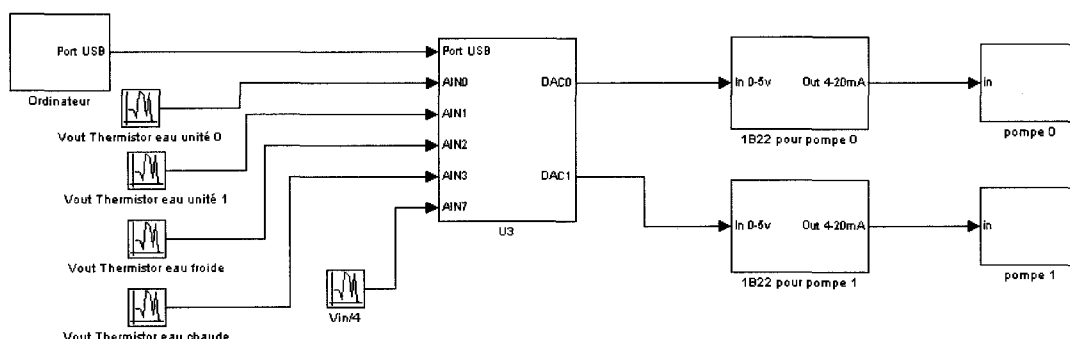 Port USB
Ordinateur
Vout Thermistor eau unité 0
Vout Thermistor eau unité 1
Vout Thermistor eau froide
Vout Thermistor eau chaude
Vin/4
Port USB
AIN0
AIN1
AIN2
AIN3
AIN7
DAC0
DAC1
U3
In 0-5v
Out 4-20mA
1B22 pour pompe 0
In 0-5v
Out 4-20mA
1B22 pour pompe 1
in
pompe 0
in
pompe 1